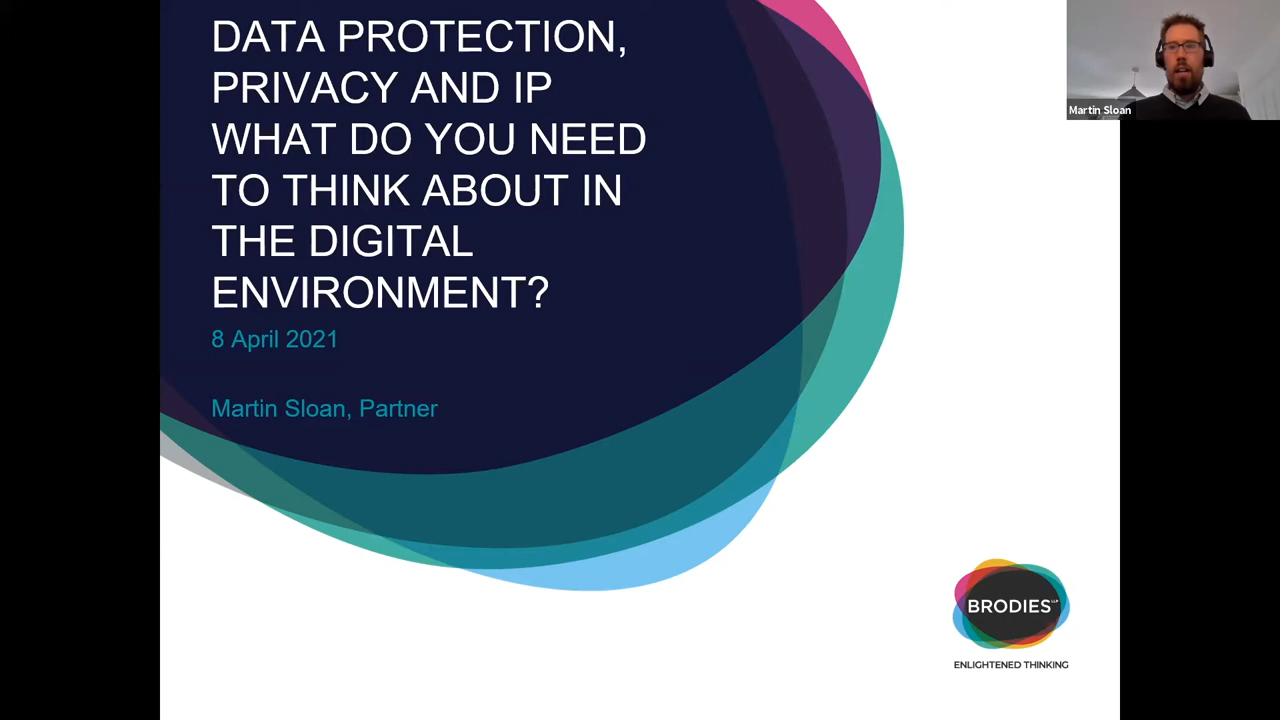 DATA PROTECTION,
PRIVACY AND IP
WHAT DO YOU NEED
TO THINK ABOUT IN
THE DIGITAL
ENVIRONMENT?
8 April 2021
Martin Sloan, Partner
Martin Sloan
BRODIES LLP
ENLIGHTENED THINKING